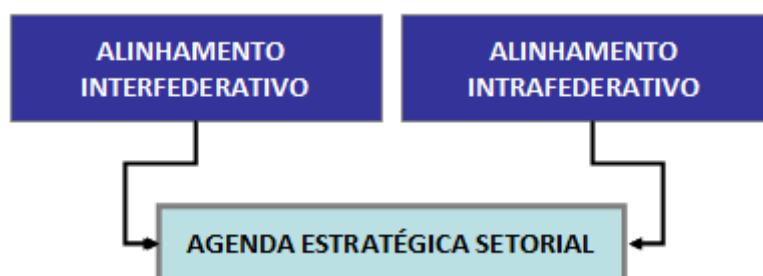 ALINHAMENTO
INTERFEDERATIVO
ALINHAMENTO
INTRAFEDERATIVO
AGENDA ESTRATÉGICA SETORIAL